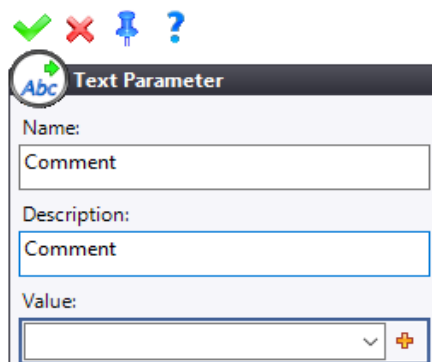 Abc
Text Parameter
Name:
Comment
Description:
Comment
Value: